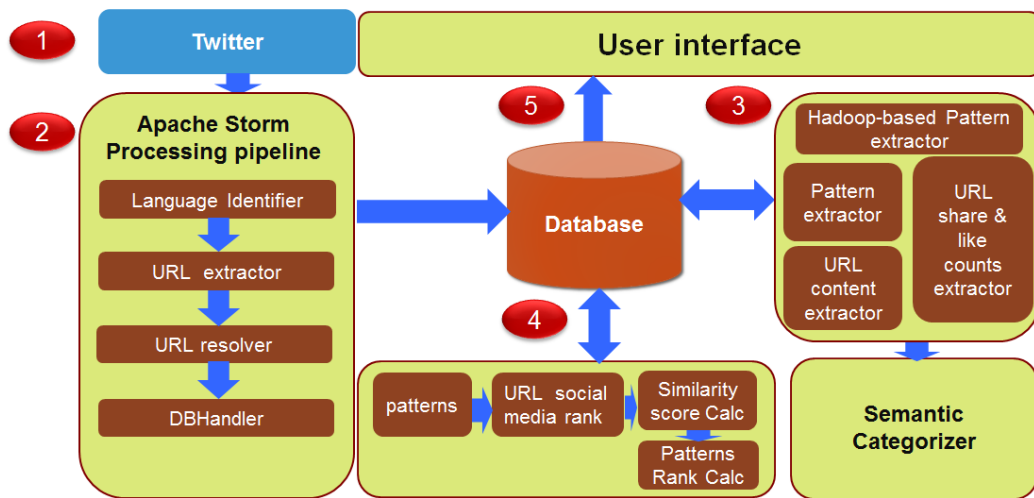 1
Twitter
User interface
2
Apache Storm
Processing pipeline
Language Identifier
URL extractor
URL resolver
DBHandler
5
Database
3
Hadoop-based Pattern
extractor
Pattern
extractor
URL
content
extractor
URL
share &
like
counts
extractor
4
patterns
URL social
media rank
Similarity
score Calc
Patterns
Rank Calc
Semantic
Categorizer